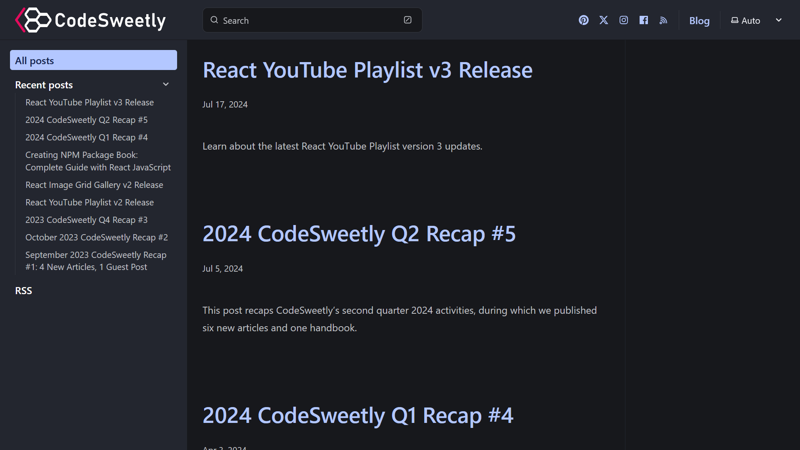 CodeSweetly
Search
Blog
Auto
All posts
Recent posts
React YouTube Playlist v3 Release
2024 CodeSweetly Q2 Recap #5
2024 CodeSweetly Q1 Recap #4
Creating NPM Package Book:
Complete Guide with React JavaScript
React Image Grid Gallery v2 Release
React YouTube Playlist v2 Release
2023 CodeSweetly Q4 Recap #3
October 2023 CodeSweetly Recap #2
September 2023 CodeSweetly Recap
#1: 4 New Articles, 1 Guest Post
RSS
React YouTube Playlist v3 Release
Jul 17, 2024
Learn about the latest React YouTube Playlist version 3 updates.
2024 CodeSweetly Q2 Recap #5
Jul 5, 2024
This post recaps CodeSweetly's second quarter 2024 activities, during which we published
six new articles and one handbook.
2024 CodeSweetly Q1 Recap #4